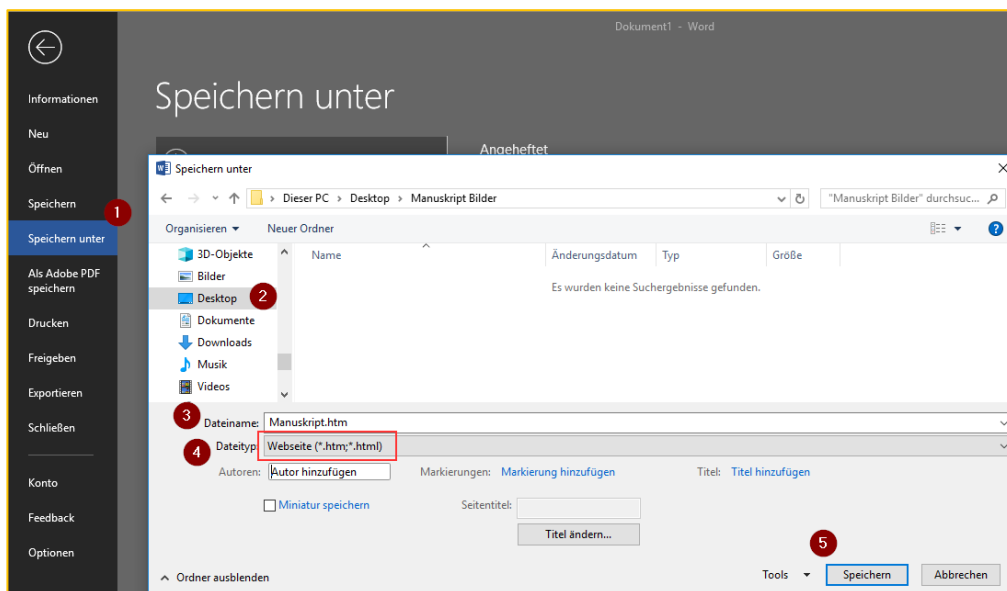 Dokument1 - Word
Informationen
Neu
Öffnen
Speichern
1
Speichern unter
Als Adobe PDF
speichern
Drucken
Freigeben
Exportieren
Schließen
Konto
Feedback
Optionen
Speichern unter
Angeheftet
Speichern unter
Dieser PC > Desktop > Manuskript Bilder
"Manuskript Bilder" durchsuc...
Organisieren
Neuer Ordner
?
Name
Änderungsdatum
Typ
Größe
3D-Objekte
Bilder
Desktop
2
Dokumente
Downloads
Musik
Videos
Es wurden keine Suchergebnisse gefunden.
3
Dateiname: Manuskript.htm
4
Dateityp: Webseite (*.htm;*.html)
Autoren: Autor hinzufügen
Markierungen: Markierung hinzufügen
Titel: Titel hinzufügen
Miniatur speichern
Seitentitel:
Titel ändern...
5
Ordner ausblenden
Tools
Speichern
Abbrechen